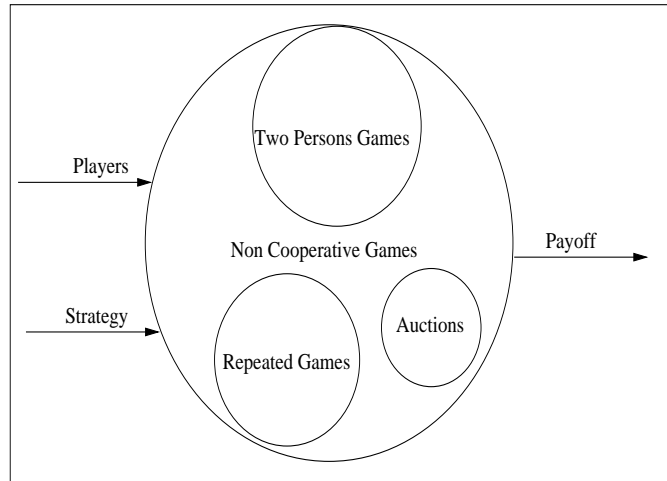 Two Persons Games
Players
Non Cooperative Games
Payoff
Strategy
Auctions
Repeated Games